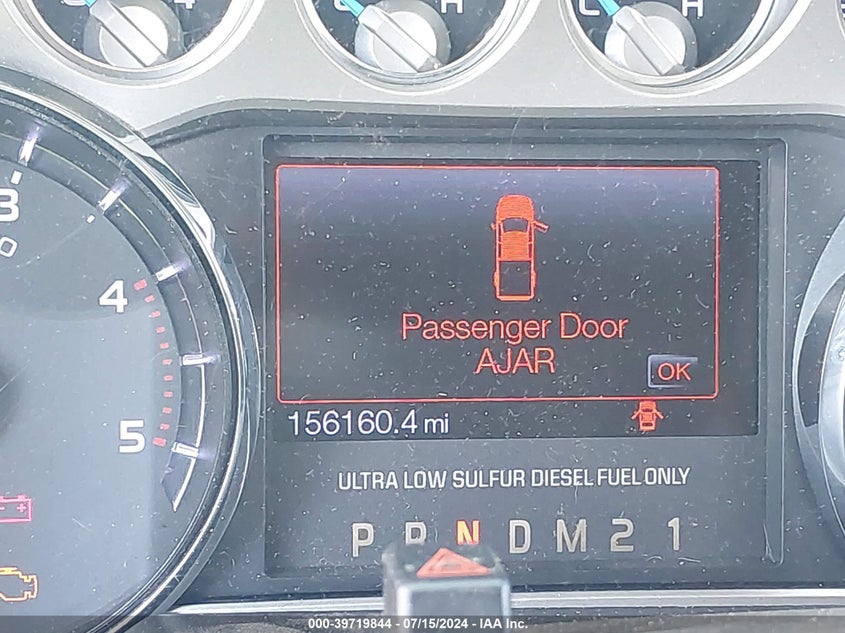 H
H
3
4
5
Passenger Door
AJAR
OK
156160.4 mi
ULTRA LOW SULFUR DIESEL FUEL ONLY
P R N D M 2 1
000-39719844 / 07/15/2024 - IAA Inc.